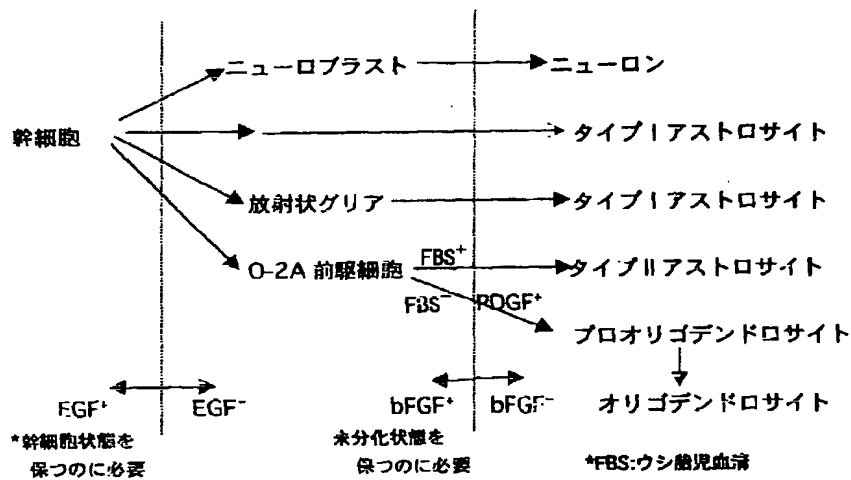 ニューロブラスト ニューロン
幹細胞 タイプIアストロサイト
放射状グリア タイプIアストロサイト
O-2A 前駆細胞 FBS⁺ タイプIIアストロサイト
FBS⁻ PDGF⁺
プロオリゴデンドロサイト
EGF⁺ EGF⁻ bFGF⁺ bFGF⁻ オリゴデンドロサイト
*幹細胞状態を 未分化状態を
保つのに必要 保つのに必要 *FBS:ウシ胎児血清